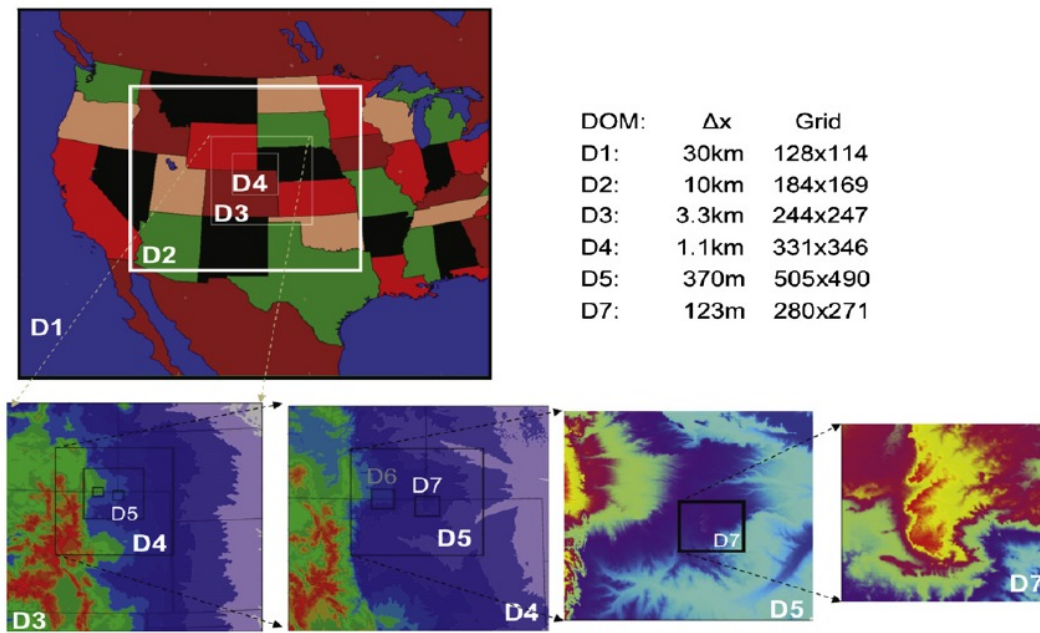 D4
D3
D2
D1
DOM: Δx Grid
D1: 30km 128x114
D2: 10km 184x169
D3: 3.3km 244x247
D4: 1.1km 331x346
D5: 370m 505x490
D7: 123m 280x271
D5
D4
D3
D6
D7
D5
D4
D7
D5
D7